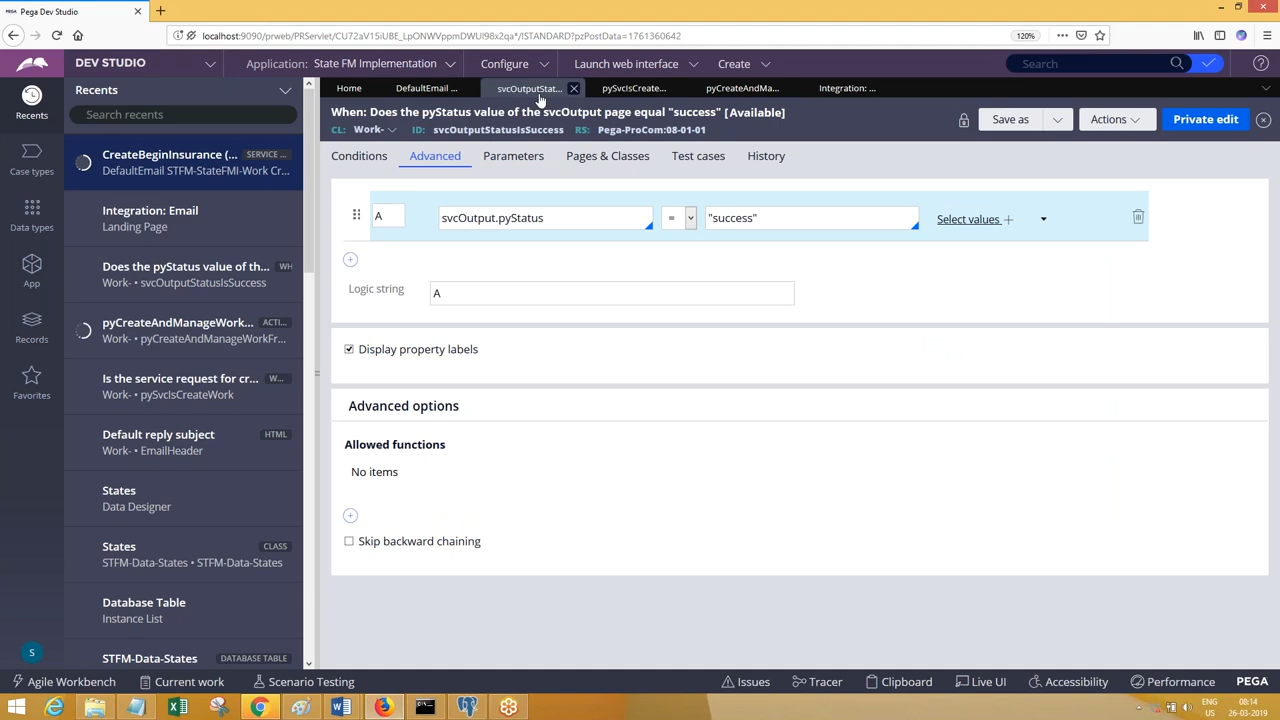 Pega Dev Studio
localhost:9090/prweb/PRServlet/CU72aV15iUBE_LpONWVppmDWUl98x2qa*/!STANDARD?pzPostData=1761360642
120%
DEV STUDIO
Application: State FM Implementation
Configure
Launch web interface
Create
Search
Recents
Case types
Data types
App
Records
Favorites
S
Recents
Search recents
CreateBeginInsurance (... SERVICE ...
DefaultEmail STFM-StateFMI-Work Cr...
Integration: Email
Landing Page
Does the pyStatus value of th... WH
Work- • svcOutputStatusIsSuccess
pyCreateAndManageWork... ACTI...
Work- • pyCreateAndManageWorkFr...
Is the service request for cr... W...
Work- • pySvcIsCreateWork
Default reply subject HTML
Work- • EmailHeader
States
Data Designer
States CLASS
STFM-Data-States • STFM-Data-States
Database Table
Instance List
STFM-Data-States DATABASE TABLE
Home
DefaultEmail ...
svcOutputStat...
pySvcIsCreate...
pyCreateAndMa...
Integration: ...
When: Does the pyStatus value of the svcOutput page equal "success" [Available]
CL: Work- ID: svcOutputStatusIsSuccess RS: Pega-ProCom:08-01-01
Save as
Actions
Private edit
Conditions
Advanced
Parameters
Pages & Classes
Test cases
History
A svcOutput.pyStatus = "success" Select values
Logic string A
Display property labels
Advanced options
Allowed functions
No items
Skip backward chaining
Agile Workbench
Current work
Scenario Testing
Issues
Tracer
Clipboard
Live UI
Accessibility
Performance
PEGA
ENG
US
08:14
26-03-2019